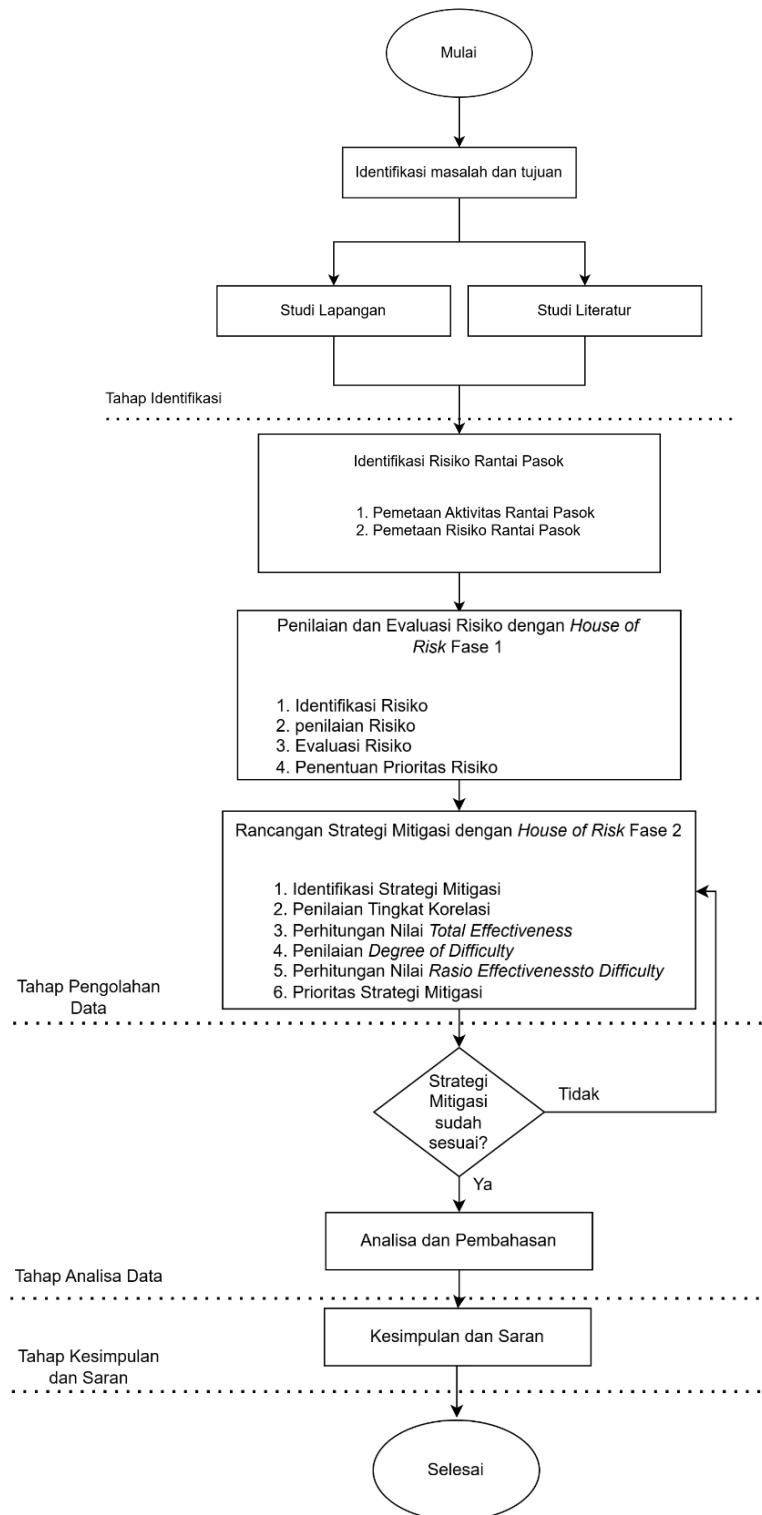 Mulai
Identifikasi masalah dan tujuan
Studi Lapangan
Studi Literatur
Tahap Identifikasi
Identifikasi Risiko Rantai Pasok
1. Pemetaan Aktivitas Rantai Pasok
2. Pemetaan Risiko Rantai Pasok
Penilaian dan Evaluasi Risiko dengan House of
Risk Fase 1
1. Identifikasi Risiko
2. penilaian Risiko
3. Evaluasi Risiko
4. Penentuan Prioritas Risiko
Rancangan Strategi Mitigasi dengan House of Risk Fase 2
1. Identifikasi Strategi Mitigasi
2. Penilaian Tingkat Korelasi
3. Perhitungan Nilai Total Effectiveness
4. Penilaian Degree of Difficulty
5. Perhitungan Nilai Rasio Effectivenessto Difficulty
6. Prioritas Strategi Mitigasi
Tahap Pengolahan
Data
Strategi
Mitigasi
sudah
sesuai?
Tidak
Ya
Analisa dan Pembahasan
Tahap Analisa Data
Kesimpulan dan Saran
Tahap Kesimpulan
dan Saran
Selesai